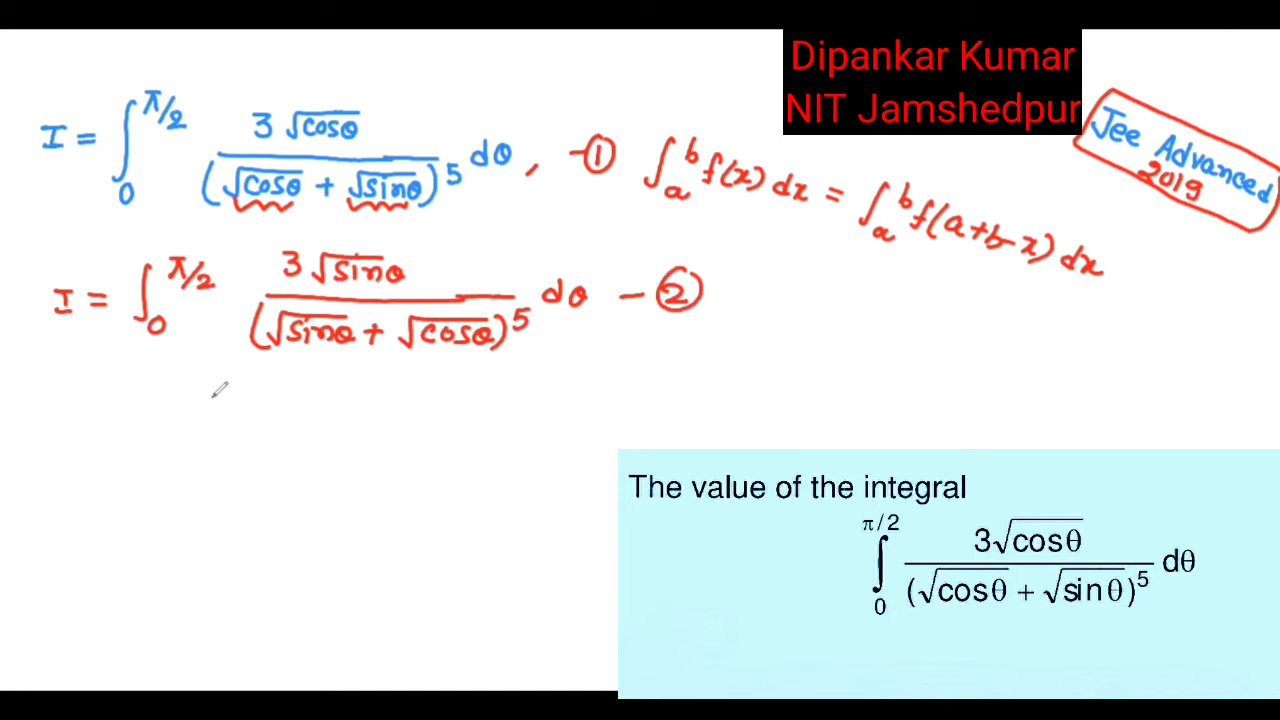 Dipankar Kumar
NIT Jamshedpur
Jee Advanced
2019
I = ∫₀^π/2 3√cosθ / (√cosθ + √sinθ)^5 dθ, -①
∫ₐ^b f(x) dx = ∫ₐ^b f(a+b-x) dx
I = ∫₀^π/2 3√sinθ / (√sinθ + √cosθ)^5 dθ - ②
The value of the integral
∫₀^π/2 3√cosθ / (√cosθ + √sinθ)^5 dθ